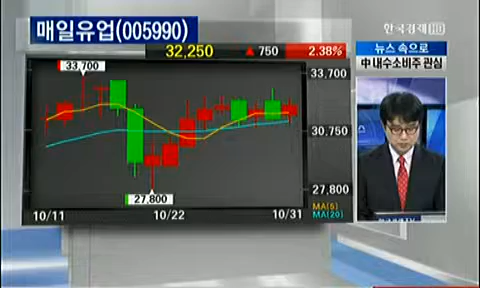 매일유업(005990)
한국경제 HD
32,250 ▲ 750 2.38%
뉴스 속으로
中 내수소비주 관심
33,700
33,700
30,750
27,800
27,800
10/11 10/22 10/31
MA(5)
MA(20)